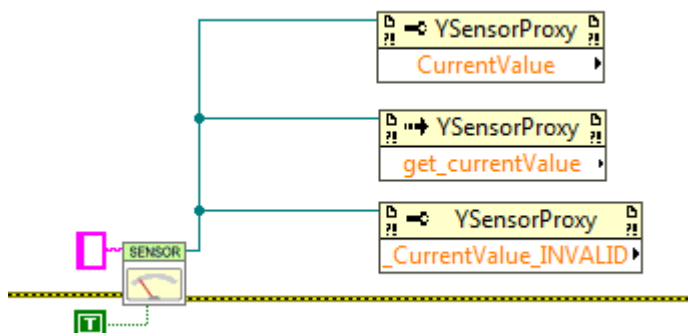 YSensorProxy
CurrentValue
YSensorProxy
get_currentValue
YSensorProxy
_CurrentValue_INVALID
SENSOR
T